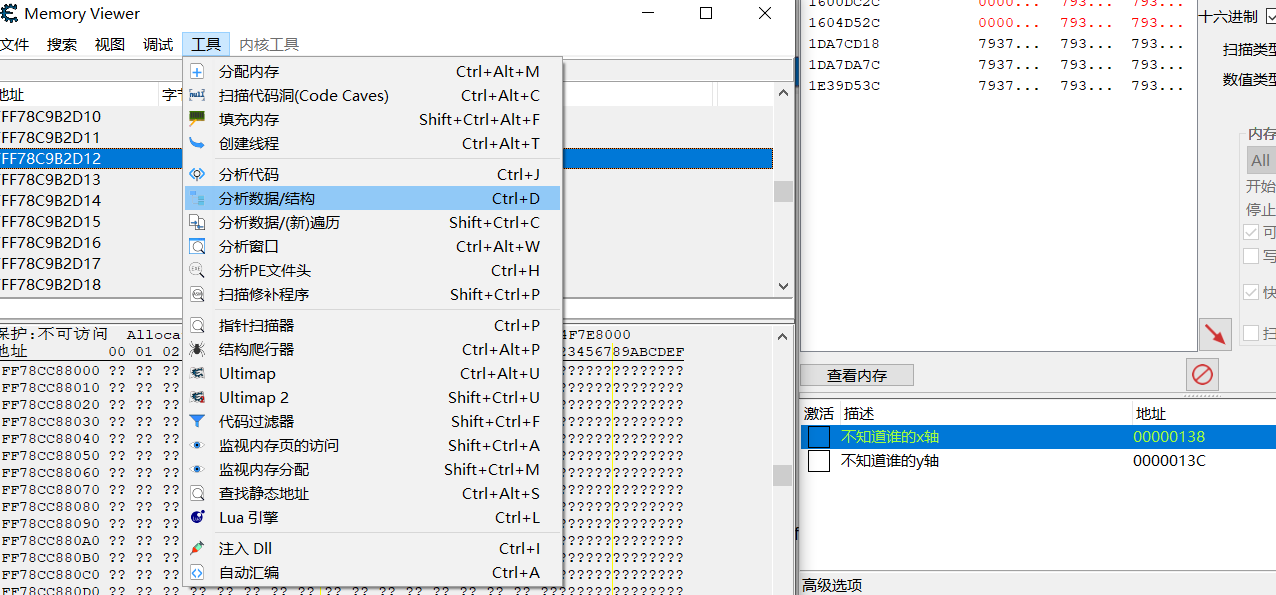 Memory Viewer
文件 搜索 视图 调试 工具 内核工具
地址 字节
FF78C9B2D10
FF78C9B2D11
FF78C9B2D12
FF78C9B2D13
FF78C9B2D14
FF78C9B2D15
FF78C9B2D16
FF78C9B2D17
FF78C9B2D18
分配内存 Ctrl+Alt+M
扫描代码洞(Code Caves) Ctrl+Alt+C
填充内存 Shift+Ctrl+Alt+F
创建线程 Ctrl+Alt+T
分析代码 Ctrl+J
分析数据/结构 Ctrl+D
分析数据/(新)遍历 Shift+Ctrl+C
分析窗口 Ctrl+Alt+W
分析PE文件头 Ctrl+H
扫描修补程序 Shift+Ctrl+P
指针扫描器 Ctrl+P
结构爬行器 Ctrl+Alt+P
Ultimap Ctrl+Alt+U
Ultimap 2 Shift+Ctrl+U
代码过滤器 Shift+Ctrl+F
监视内存页的访问 Shift+Ctrl+A
监视内存分配 Shift+Ctrl+M
查找静态地址 Ctrl+Alt+S
Lua 引擎 Ctrl+L
注入 Dll Ctrl+I
自动汇编 Ctrl+A
保护:不可访问 Alloca 4F7E8000
地址 00 01 02 23456789ABCDEF
FF78CC88000 ?? ?? ?? ??????????????
FF78CC88010 ?? ?? ?? ??????????????
FF78CC88020 ?? ?? ?? ??????????????
FF78CC88030 ?? ?? ?? ??????????????
FF78CC88040 ?? ?? ?? ??????????????
FF78CC88050 ?? ?? ?? ??????????????
FF78CC88060 ?? ?? ?? ??????????????
FF78CC88070 ?? ?? ?? ??????????????
FF78CC88080 ?? ?? ?? ??????????????
FF78CC88090 ?? ?? ?? ??????????????
FF78CC880A0 ?? ?? ?? ??????????????
FF78CC880B0 ?? ?? ?? ??????????????
FF78CC880C0 ?? ?? ?? ??????????????
FF78CC880D0 ?? ?? ?? ?? ?? ?? ?? ?? ?? ?? ?? ?? ?? ?? ?? ?? ????????????????
1600DC2C 0000... 793... 793...
1604D52C 0000... 793... 793...
1DA7CD18 7937... 793... 793...
1DA7DA7C 7937... 793... 793...
1E39D53C 7937... 793... 793...
十六进制
扫描类型
数值类型
内存
All
开始
停止
可
写
快
扫
查看内存
激活 描述 地址
不知道谁的x轴 00000138
不知道谁的y轴 0000013C
高级选项